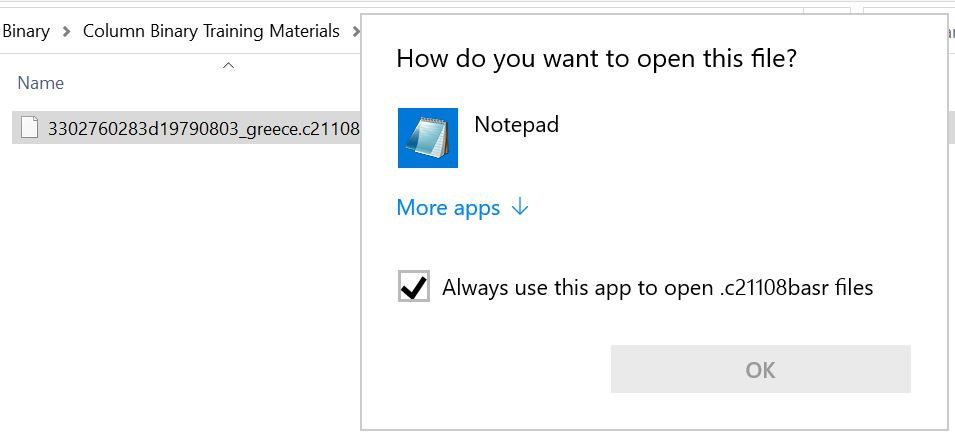 Binary > Column Binary Training Materials >
Name
3302760283d19790803_greece.c21108
How do you want to open this file?
Notepad
More apps ↓
Always use this app to open .c21108basr files
OK